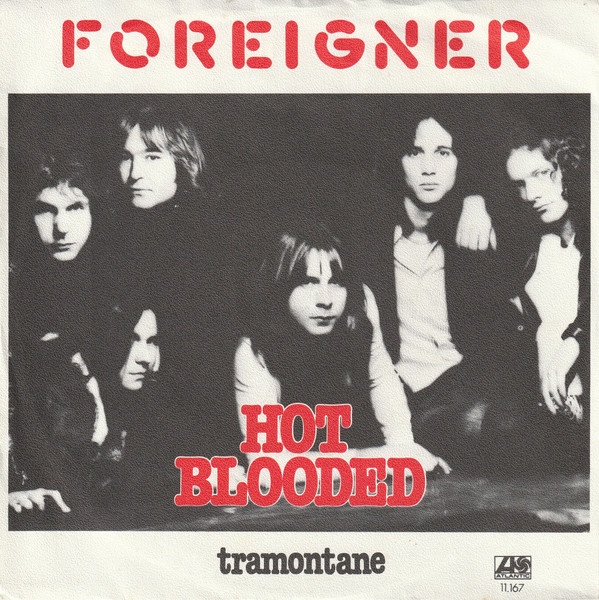 FOREIGNER
HOT
BLOODED
tramontane
ATLANTIC
11.167